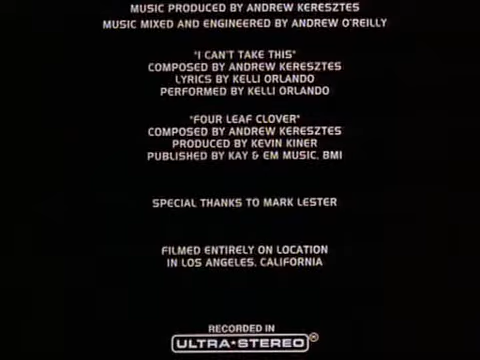 MUSIC PRODUCED BY ANDREW KERESZTES
MUSIC MIXED AND ENGINEERED BY ANDREW O'REILLY
"I CAN'T TAKE THIS"
COMPOSED BY ANDREW KERESZTES
LYRICS BY KELLI ORLANDO
PERFORMED BY KELLI ORLANDO
"FOUR LEAF CLOVER"
COMPOSED BY ANDREW KERESZTES
PRODUCED BY KEVIN KINER
PUBLISHED BY KAY & EM MUSIC, BMI
SPECIAL THANKS TO MARK LESTER
FILMED ENTIRELY ON LOCATION
IN LOS ANGELES, CALIFORNIA
RECORDED IN
ULTRA★STEREO®